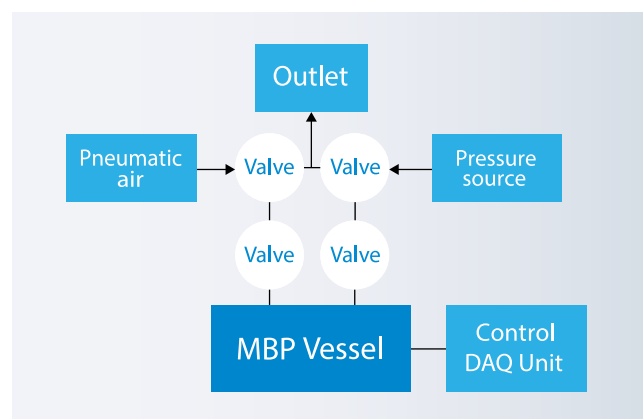 Outlet
Pneumatic
air
Valve
Valve
Pressure
source
Valve
Valve
MBP Vessel
Control
DAQ Unit